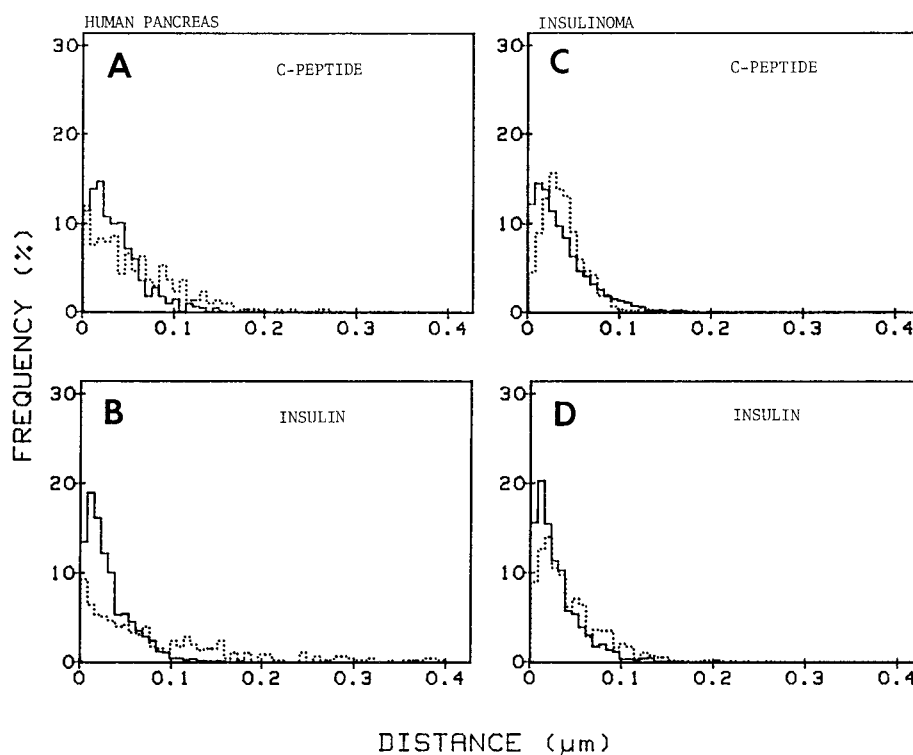 HUMAN PANCREAS
INSULINOMA
30
A
C-PEPTIDE
20
10
0
0 0.1 0.2 0.3 0.4
30
C
C-PEPTIDE
20
10
0
0 0.1 0.2 0.3 0.4
FREQUENCY (%)
30
B
INSULIN
20
10
0
0 0.1 0.2 0.3 0.4
30
D
INSULIN
20
10
0
0 0.1 0.2 0.3 0.4
DISTANCE (μm)